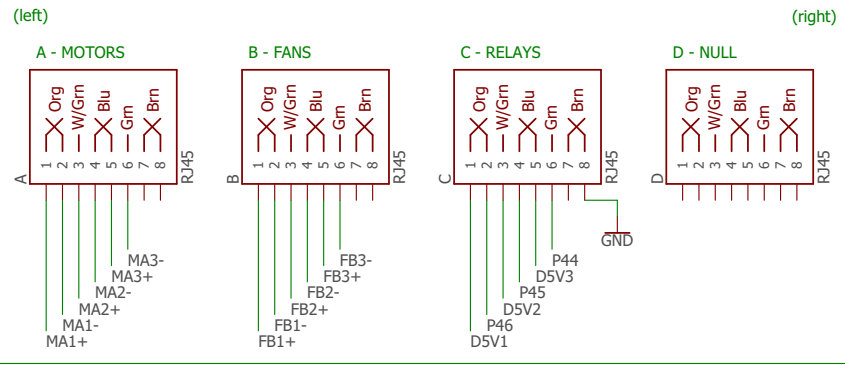 (left) (right)
A - MOTORS B - FANS C - RELAYS D - NULL
Org W/Grn Blu Grn Brn
1 2 3 4 5 6 7 8
A RJ45
MA3-
MA3+
MA2-
MA2+
MA1-
MA1+
Org W/Grn Blu Grn Brn
1 2 3 4 5 6 7 8
B RJ45
FB3-
FB3+
FB2-
FB2+
FB1-
FB1+
Org W/Grn Blu Grn Brn
1 2 3 4 5 6 7 8
C RJ45
GND
P44
D5V3
P45
D5V2
P46
D5V1
Org W/Grn Blu Grn Brn
1 2 3 4 5 6 7 8
D RJ45